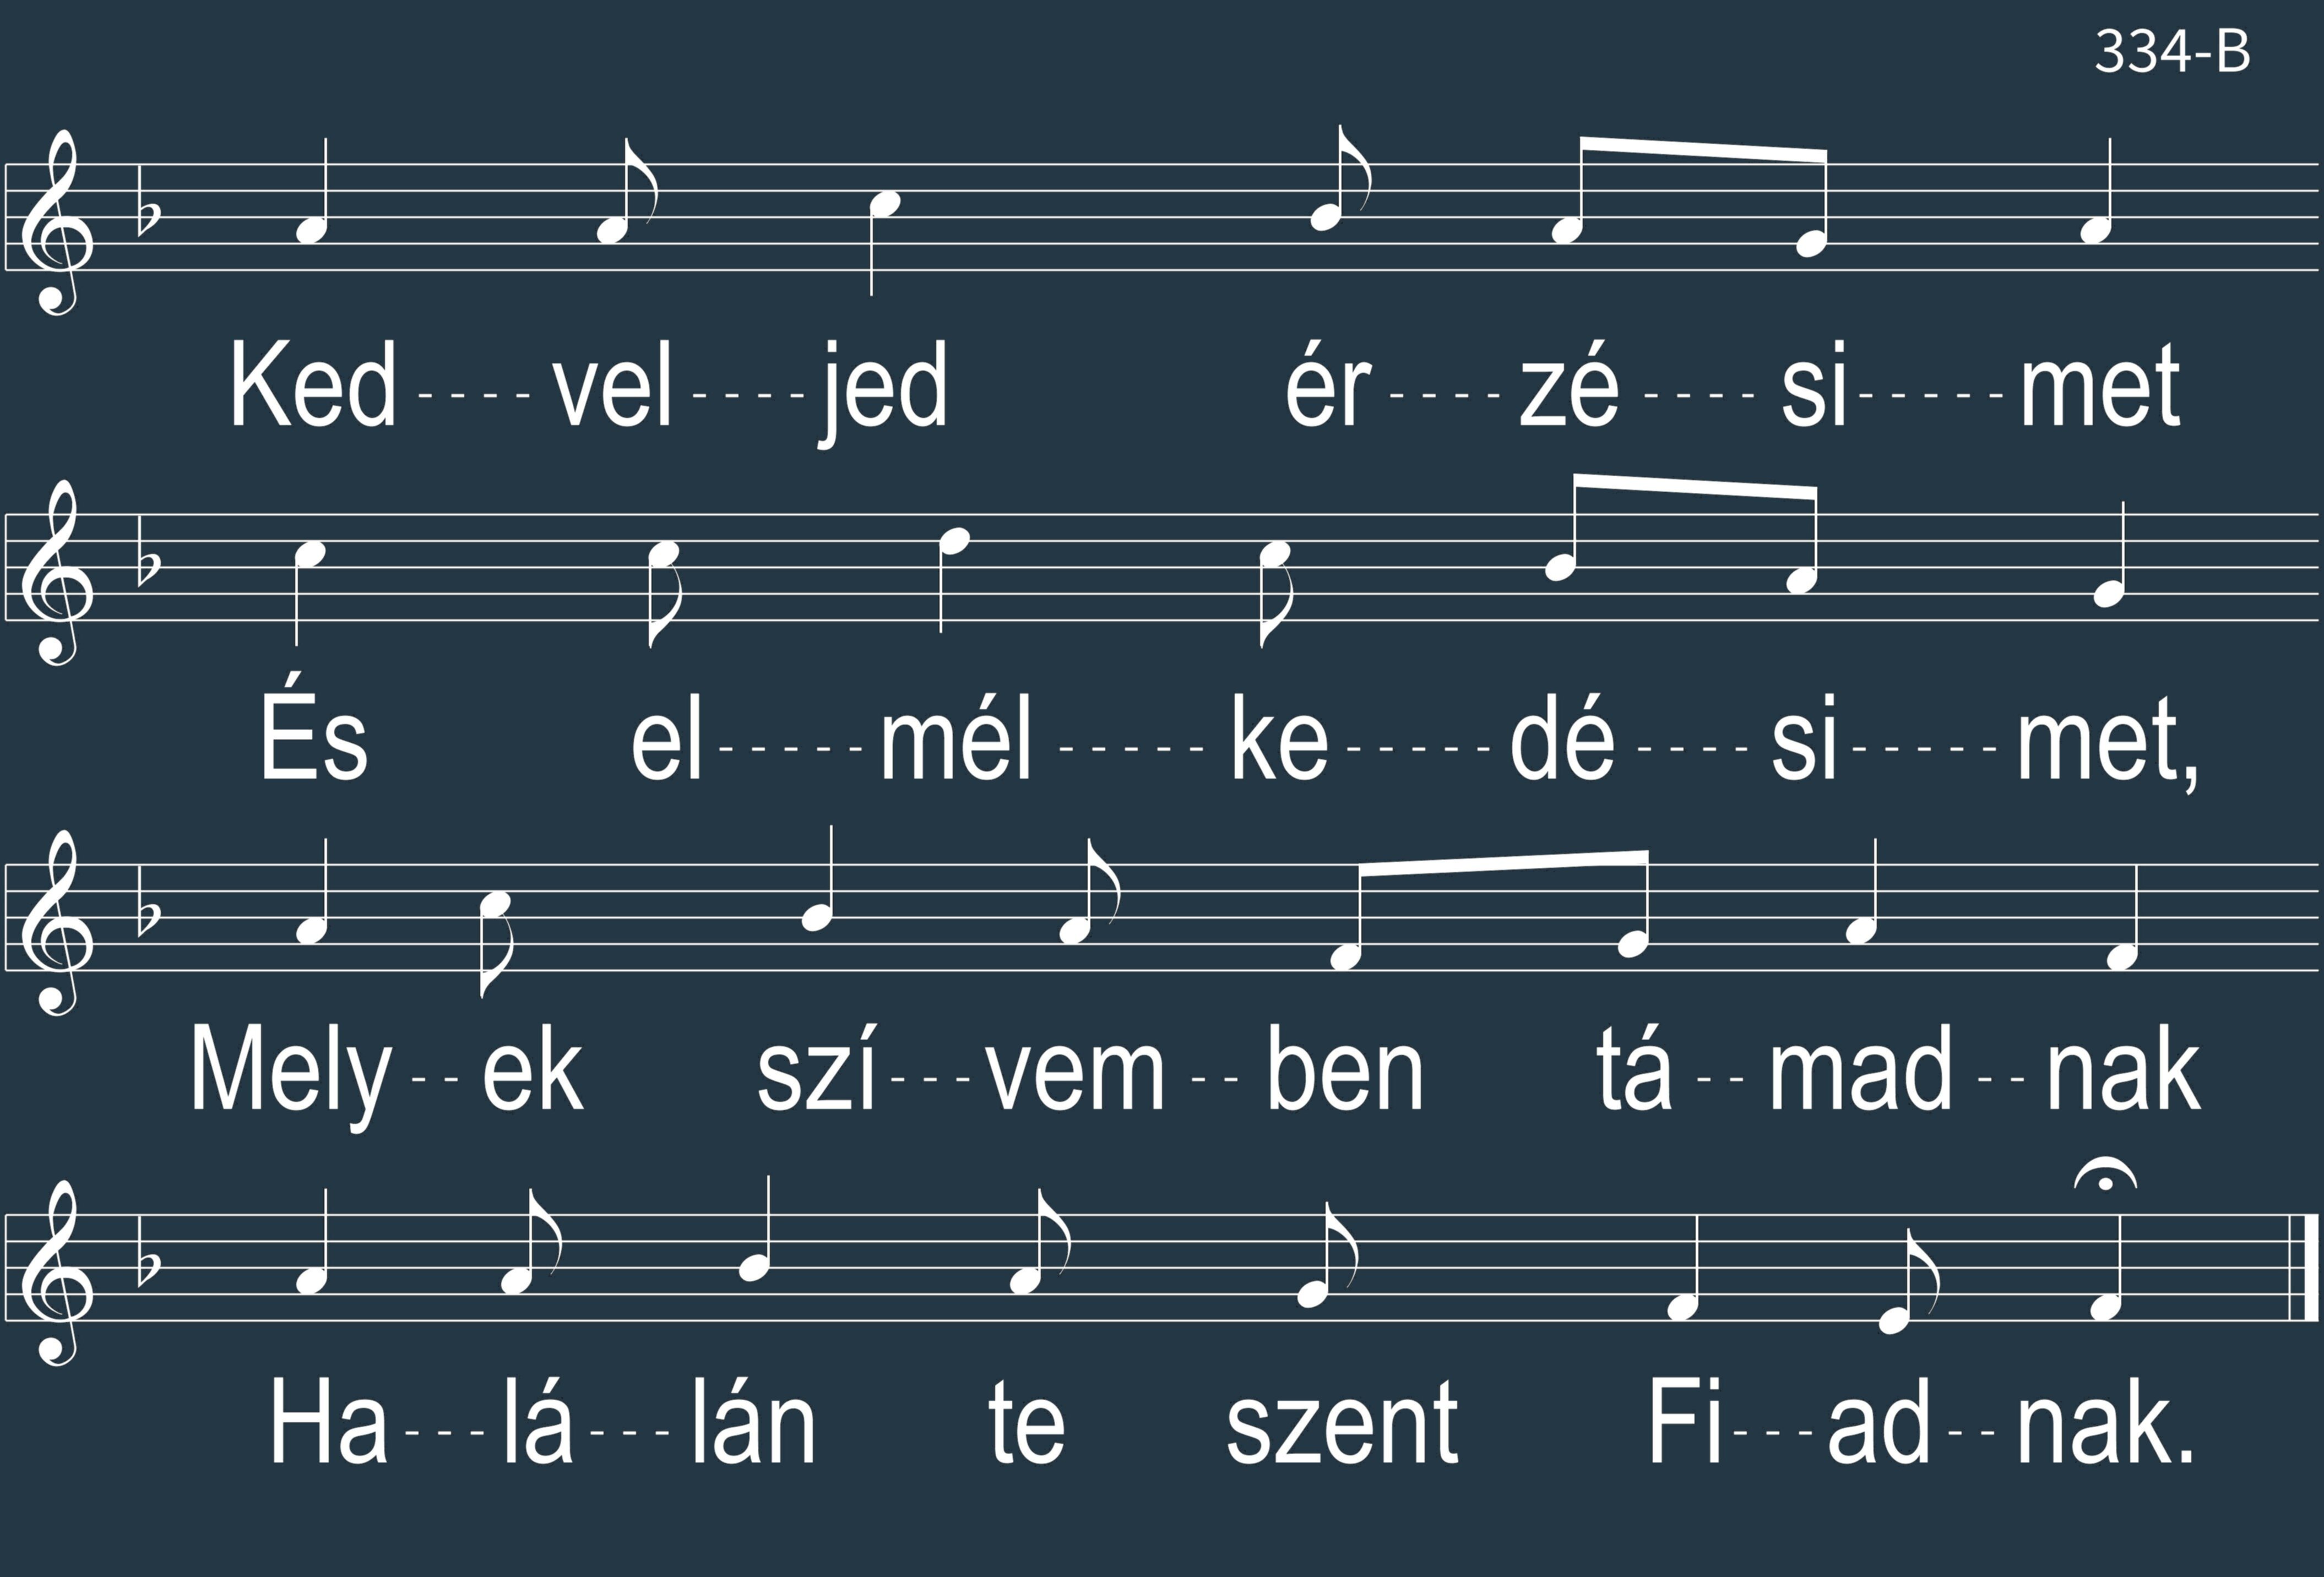 334-B
Ked----vel----jed ér----zé----si-----met
És el-----mél-----ke-----dé----si-----met,
Mely--ek szí---vem--ben tá--mad--nak
Ha---lá---lán te szent Fi---ad--nak.